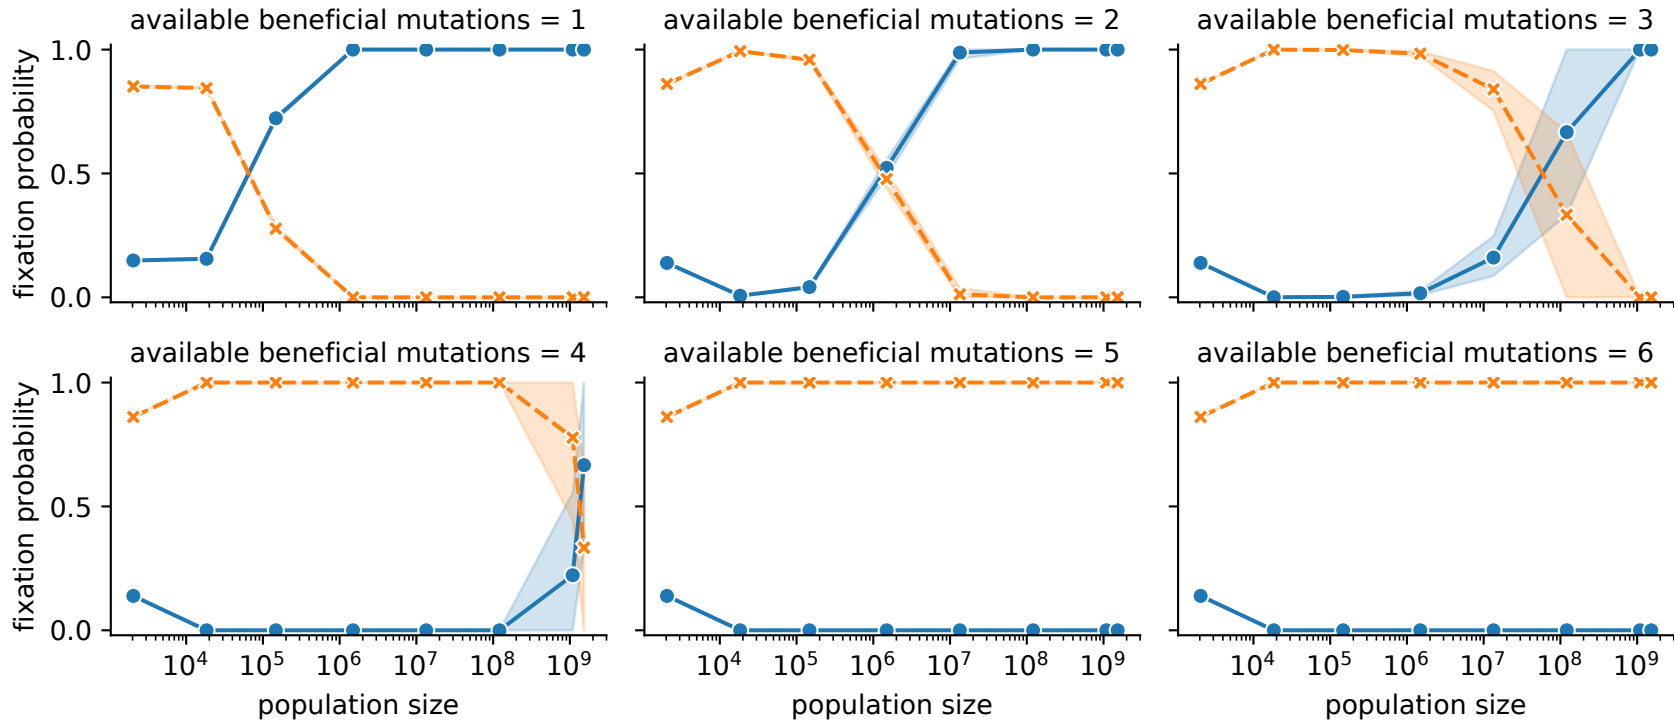 available beneficial mutations = 1
available beneficial mutations = 2
available beneficial mutations = 3
fixation probability
1.0
0.5
0.0
available beneficial mutations = 4
available beneficial mutations = 5
available beneficial mutations = 6
fixation probability
1.0
0.5
0.0
10⁴ 10⁵ 10⁶ 10⁷ 10⁸ 10⁹
10⁴ 10⁵ 10⁶ 10⁷ 10⁸ 10⁹
10⁴ 10⁵ 10⁶ 10⁷ 10⁸ 10⁹
population size
population size
population size